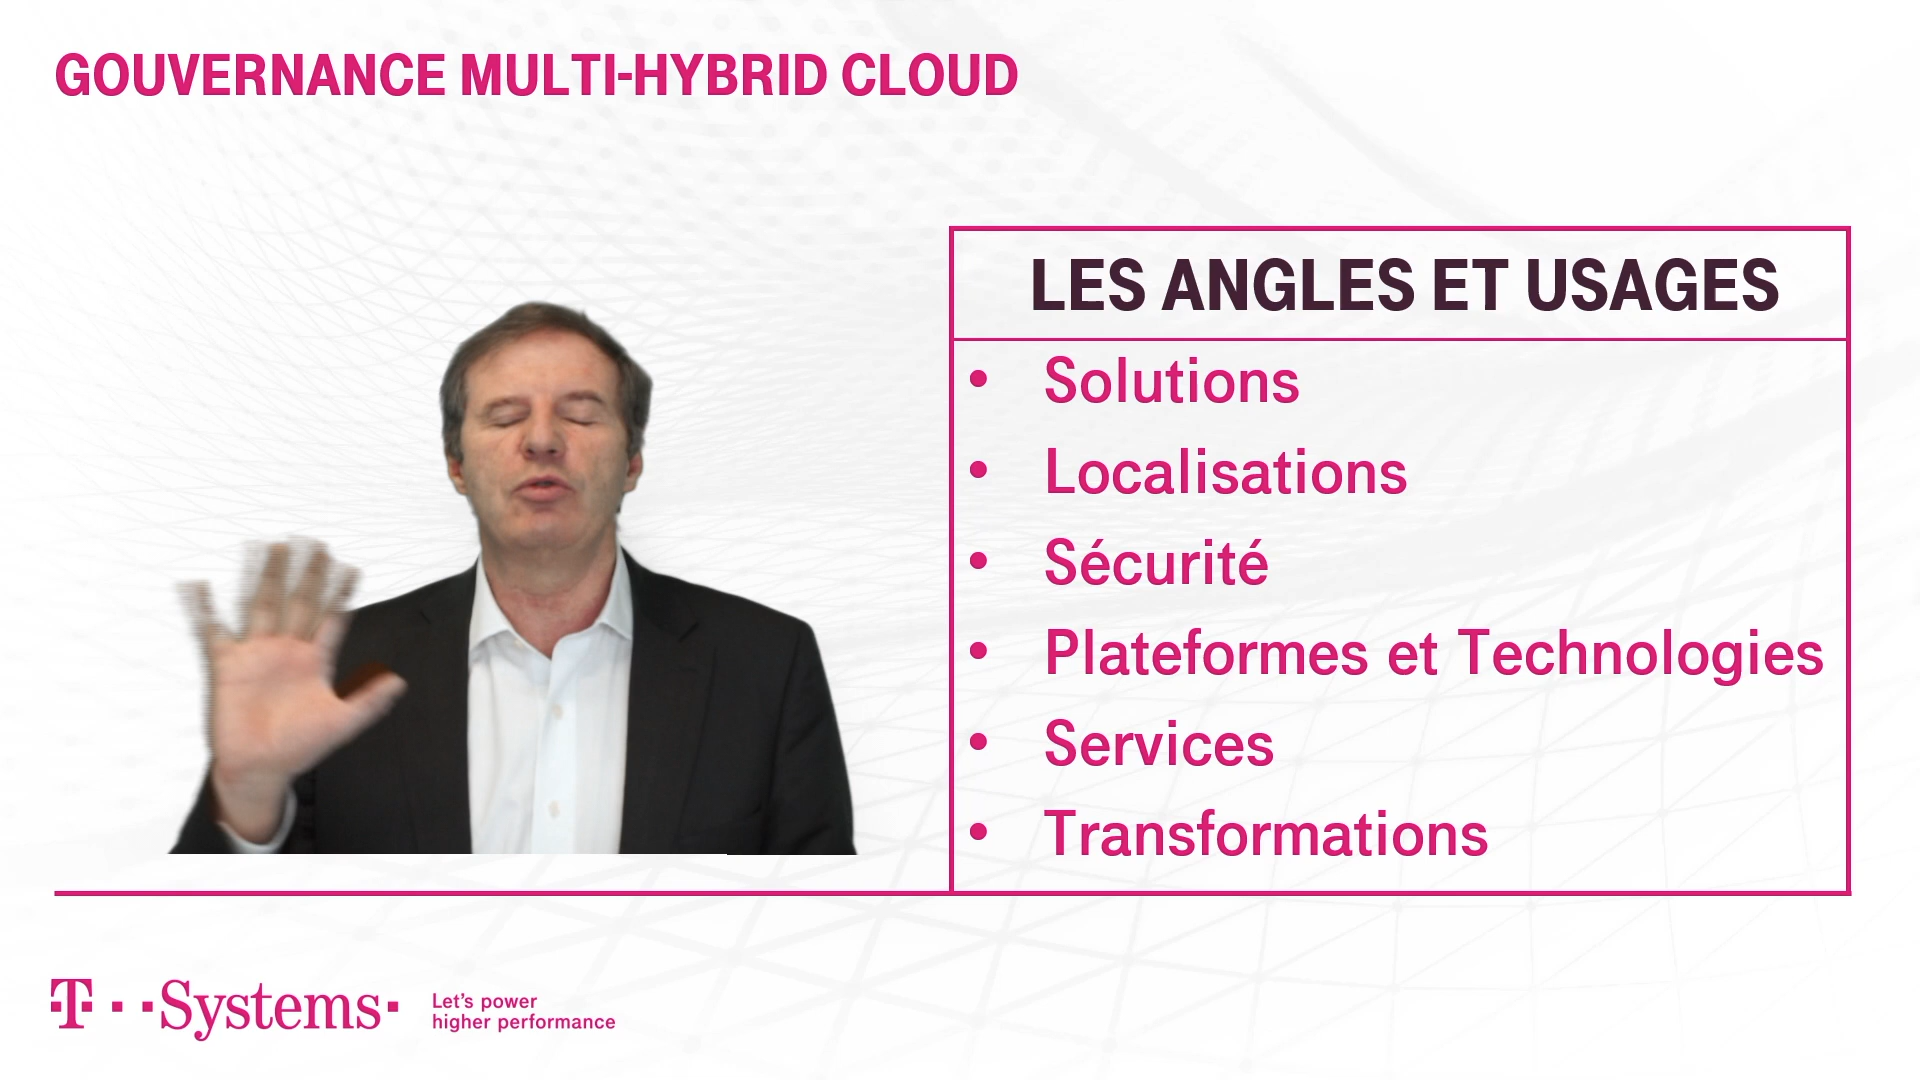 GOUVERNANCE MULTI-HYBRID CLOUD
LES ANGLES ET USAGES
• Solutions
• Localisations
• Sécurité
• Plateformes et Technologies
• Services
• Transformations
T··Systems·
Let's power
higher performance